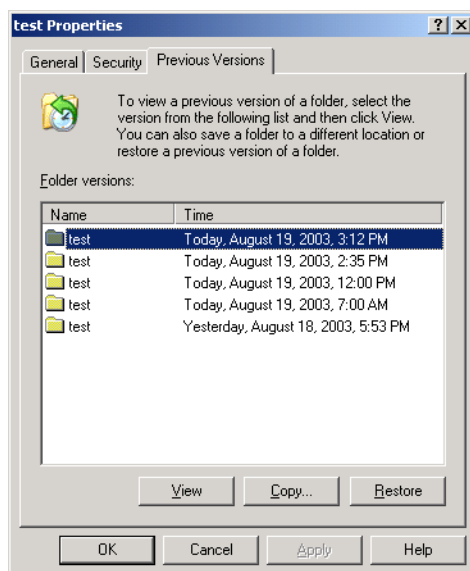 test Properties
General Security Previous Versions
To view a previous version of a folder, select the
version from the following list and then click View.
You can also save a folder to a different location or
restore a previous version of a folder.
Folder versions:
Name Time
test Today, August 19, 2003, 3:12 PM
test Today, August 19, 2003, 2:35 PM
test Today, August 19, 2003, 12:00 PM
test Today, August 19, 2003, 7:00 AM
test Yesterday, August 18, 2003, 5:53 PM
View Copy... Restore
OK Cancel Apply Help